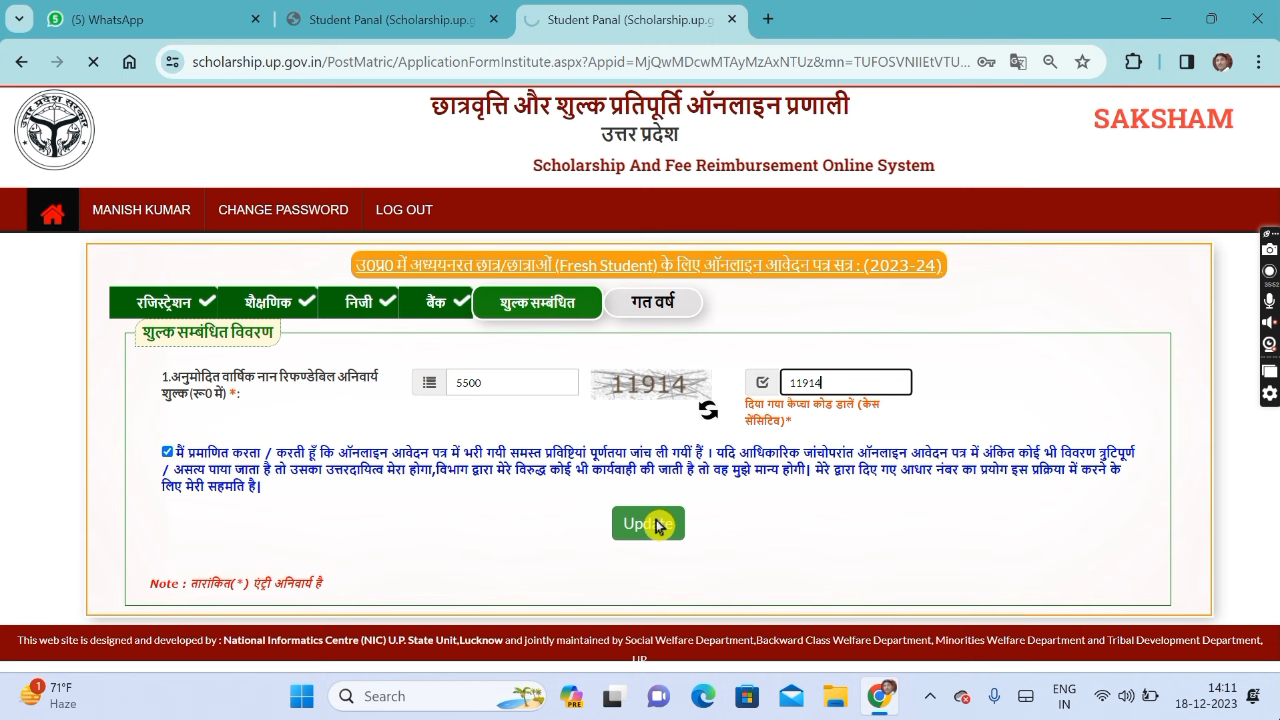 (5) WhatsApp
Student Panal (Scholarship.up.g
Student Panal (Scholarship.up.g
scholarship.up.gov.in/PostMatric/ApplicationFormInstitute.aspx?Appid=MjQwMDcwMTAyMzAxNTUz&mn=TUFOSVNIIEtVTU...
छात्रवृत्ति और शुल्क प्रतिपूर्ति ऑनलाइन प्रणाली
उत्तर प्रदेश
Scholarship And Fee Reimbursement Online System
SAKSHAM
MANISH KUMAR
CHANGE PASSWORD
LOG OUT
उ0प्र0 में अध्ययनरत छात्र/छात्राओं (Fresh Student) के लिए ऑनलाइन आवेदन पत्र सत्र : (2023-24)
रजिस्ट्रेशन
शैक्षणिक
निजी
बैंक
शुल्क सम्बंधित
गत वर्ष
शुल्क सम्बंधित विवरण
1.अनुमोदित वार्षिक नान रिफण्डेबिल अनिवार्य
शुल्क (रू0 में) *:
5500
11914
11914
दिया गया केप्चा कोड डालें (केस
सेंसिटिव)*
मैं प्रमाणित करता / करती हूँ कि ऑनलाइन आवेदन पत्र में भरी गयी समस्त प्रविष्टियां पूर्णतया जांच ली गयीं हैं । यदि आधिकारिक जांचोपरांत ऑनलाइन आवेदन पत्र में अंकित कोई भी विवरण त्रुटिपूर्ण
/ असत्य पाया जाता है तो उसका उत्तरदायित्व मेरा होगा,विभाग द्वारा मेरे विरुद्ध कोई भी कार्यवाही की जाती है तो वह मुझे मान्य होगी| मेरे द्वारा दिए गए आधार नंबर का प्रयोग इस प्रक्रिया में करने के
लिए मेरी सहमति है|
Update
Note : तारांकित(*) एंट्री अनिवार्य है
This web site is designed and developed by : National Informatics Centre (NIC) U.P. State Unit,Lucknow and jointly maintained by Social Welfare Department,Backward Class Welfare Department, Minorities Welfare Department and Tribal Development Department,
UP
35:52
1
71°F
Haze
Search
PRE
ENG
IN
14:11
18-12-2023